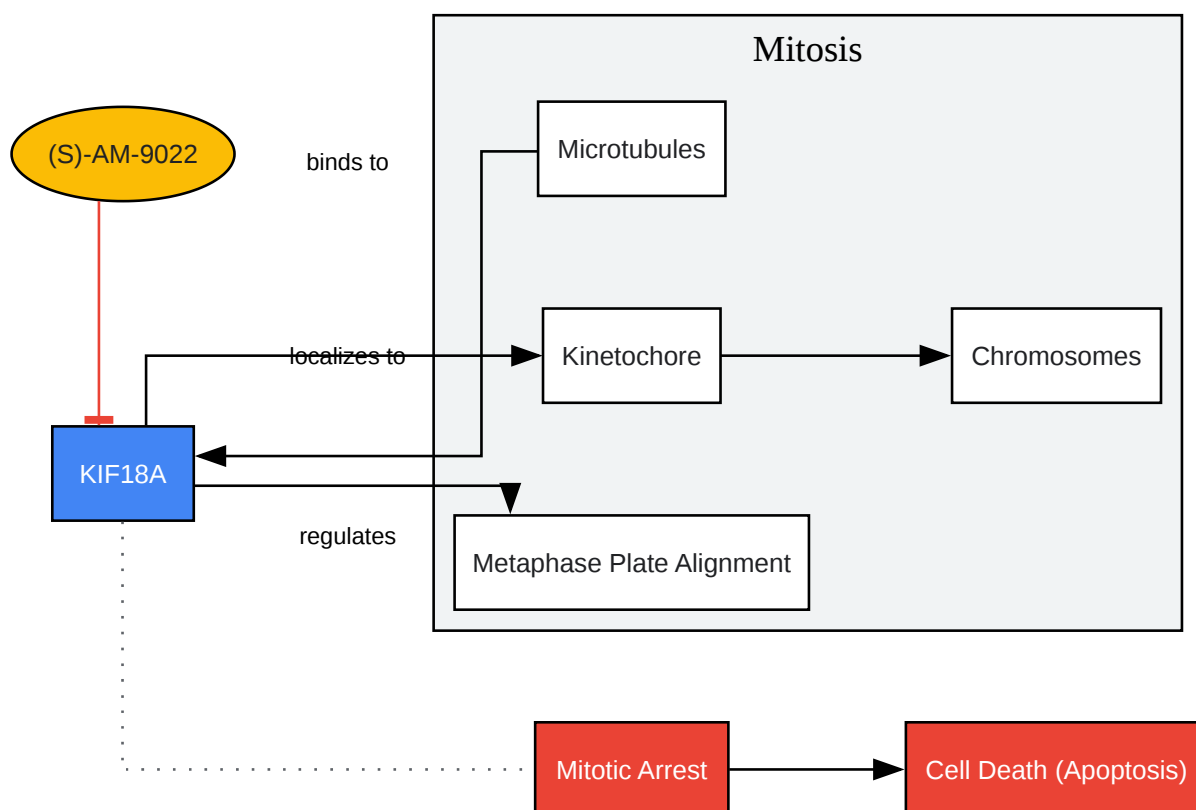 Mitosis
(S)-AM-9022
binds to
Microtubules
localizes to
Kinetochore
Chromosomes
KIF18A
regulates
Metaphase Plate Alignment
Mitotic Arrest
Cell Death (Apoptosis)